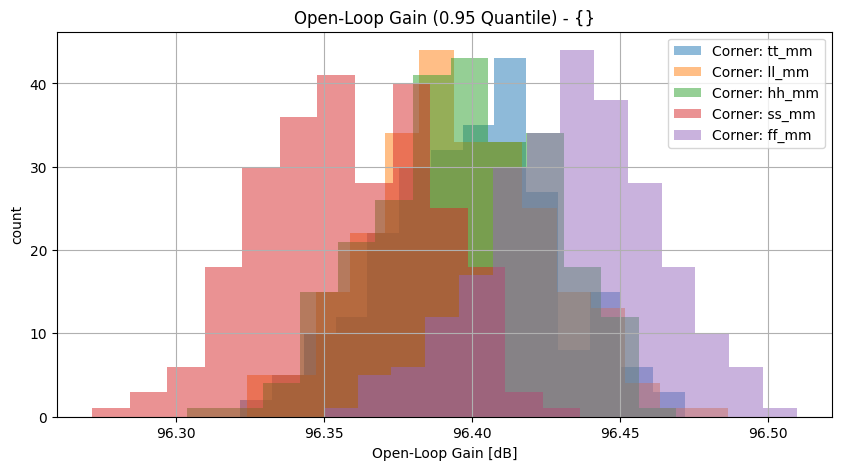 Open-Loop Gain (0.95 Quantile) - {}
Corner: tt_mm
Corner: ll_mm
Corner: hh_mm
Corner: ss_mm
Corner: ff_mm
40
30
20
10
0
count
96.30 96.35 96.40 96.45 96.50
Open-Loop Gain [dB]